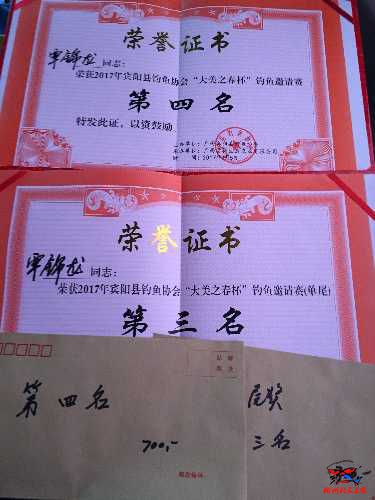 荣誉证书
覃锦龙同志：
荣获2017年宾阳县钓鱼协会“大美之春杯”钓鱼邀请赛
第四名
特发此证，以资鼓励
荣誉证书
覃锦龙同志：
荣获2017年宾阳县钓鱼协会“大美之春杯”钓鱼邀请赛(单尾)
第三名
第四名
700,-
尾奖
三名